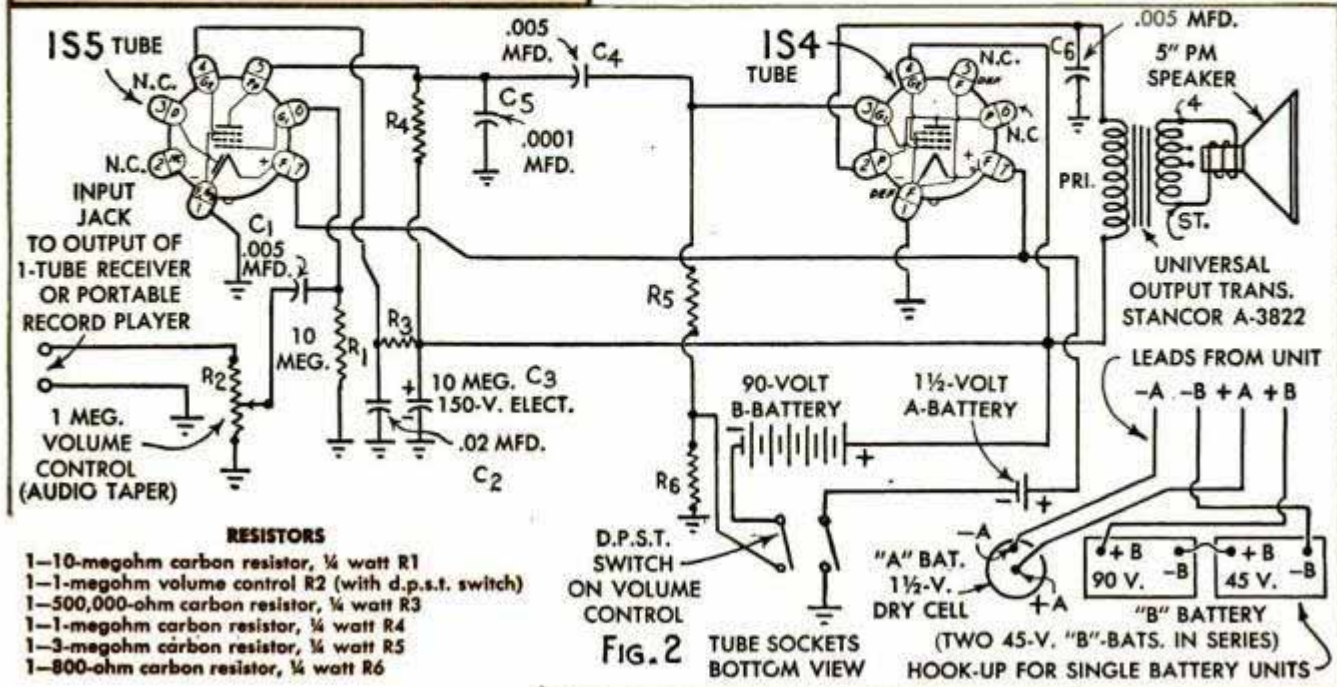 1S5 TUBE
N.C.
N.C.
INPUT
JACK
TO OUTPUT OF
1-TUBE RECEIVER
OR PORTABLE
RECORD PLAYER
R2
1 MEG.
VOLUME
CONTROL
(AUDIO TAPER)
C1
.005
MFD.
10
MEG.
R1
R3
R4
10 MEG. C3
150-V. ELECT.
.02 MFD.
C2
.005
MFD.
C4
C5
.0001
MFD.
R5
R6
1S4
TUBE
N.C.
N.C
C6
.005 MFD.
5" PM
SPEAKER
4
PRI.
ST.
UNIVERSAL
OUTPUT TRANS.
STANCOR A-3822
90-VOLT
B-BATTERY
1½-VOLT
A-BATTERY
D.P.S.T.
SWITCH
ON VOLUME
CONTROL
LEADS FROM UNIT
-A -B +A +B
-A
"A" BAT.
1½-V.
DRY CELL
+A
+B
90 V.
-B
+B
45 V.
-B
"B" BATTERY
(TWO 45-V. "B"-BATS. IN SERIES)
HOOK-UP FOR SINGLE BATTERY UNITS
FIG. 2
TUBE SOCKETS
BOTTOM VIEW
RESISTORS
1—10-megohm carbon resistor, ¼ watt R1
1—1-megohm volume control R2 (with d.p.s.t. switch)
1—500,000-ohm carbon resistor, ¼ watt R3
1—1-megohm carbon resistor, ¼ watt R4
1—3-megohm carbon resistor, ¼ watt R5
1—800-ohm carbon resistor, ¼ watt R6